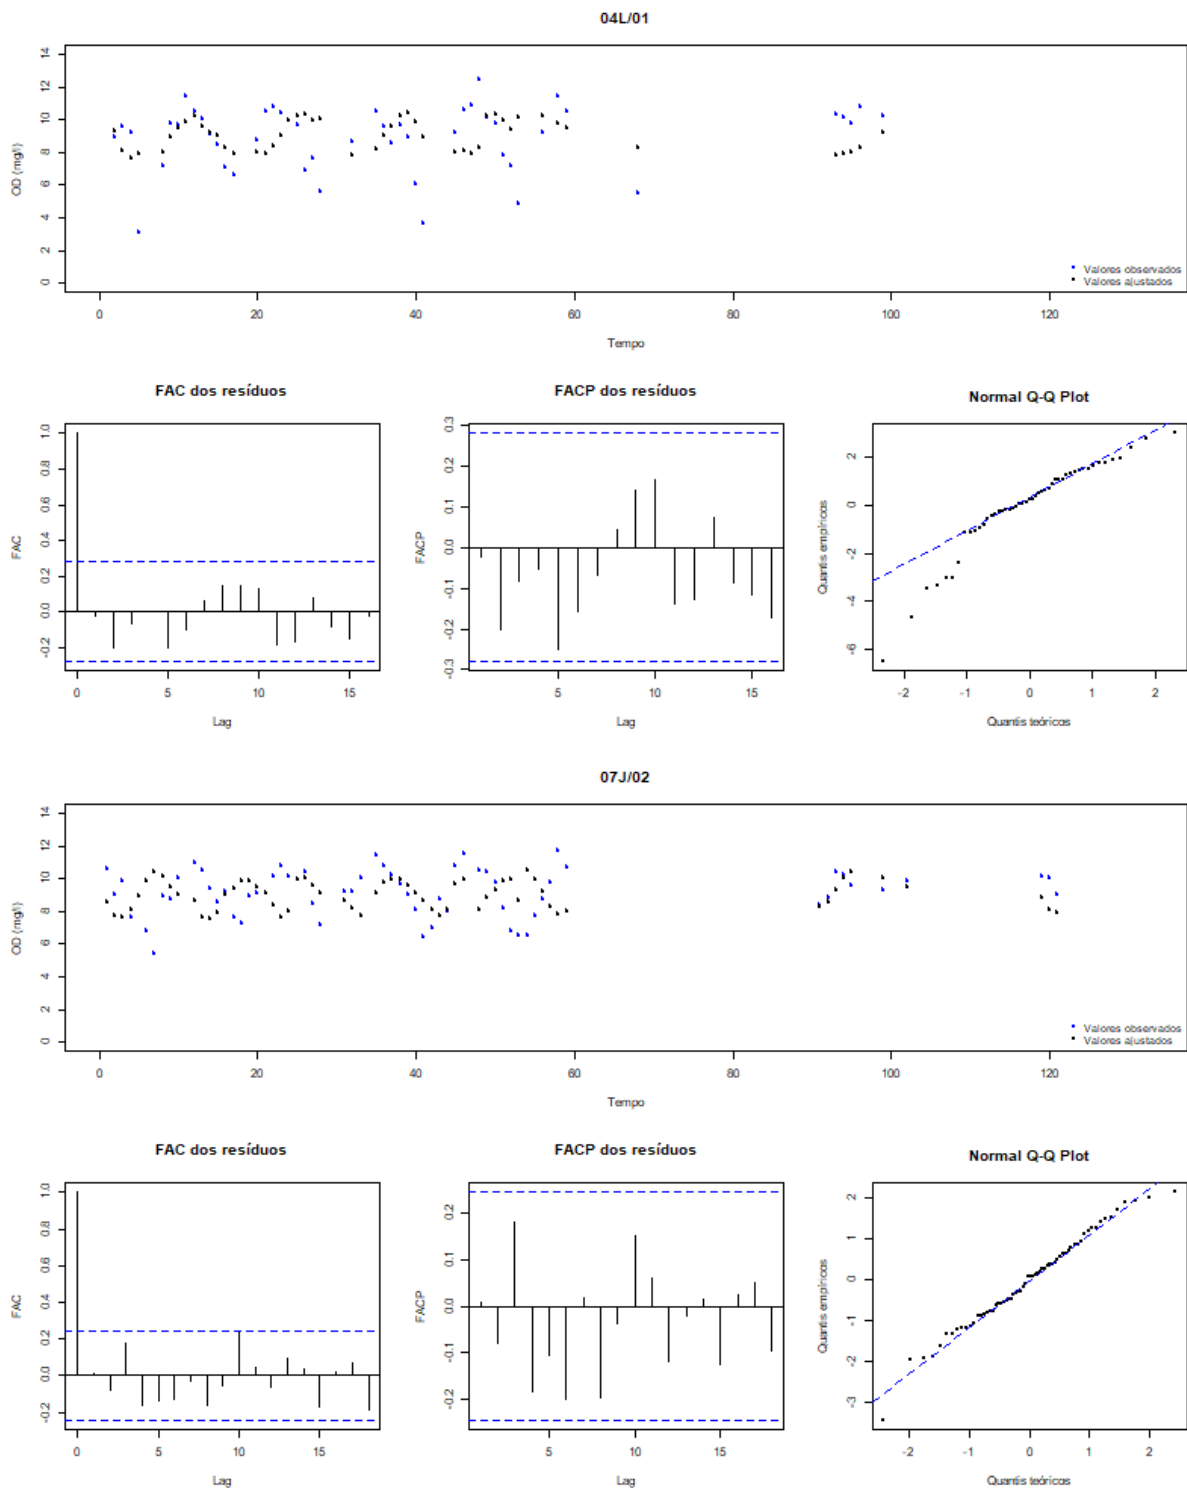 04L/01
OD (mg/l)
14
12
10
8
6
4
2
0
0 20 40 60 80 100 120
Tempo
Valores observados
Valores ajustados
FAC dos resíduos
FAC
1.0
0.8
0.6
0.4
0.2
0.0
-0.2
0 5 10 15
Lag
FACP dos resíduos
FACP
0.3
0.2
0.1
0.0
-0.1
-0.2
-0.3
5 10 15
Lag
Normal Q-Q Plot
Quantis empíricos
2
0
-2
-4
-6
-2 -1 0 1 2
Quantis teóricos
07J/02
OD (mg/l)
14
12
10
8
6
4
2
0
0 20 40 60 80 100 120
Tempo
Valores observados
Valores ajustados
FAC dos resíduos
FAC
1.0
0.8
0.6
0.4
0.2
0.0
-0.2
0 5 10 15
Lag
FACP dos resíduos
FACP
0.2
0.1
0.0
-0.1
-0.2
5 10 15
Lag
Normal Q-Q Plot
Quantis empíricos
2
1
0
-1
-2
-3
-2 -1 0 1 2
Quantis teóricos